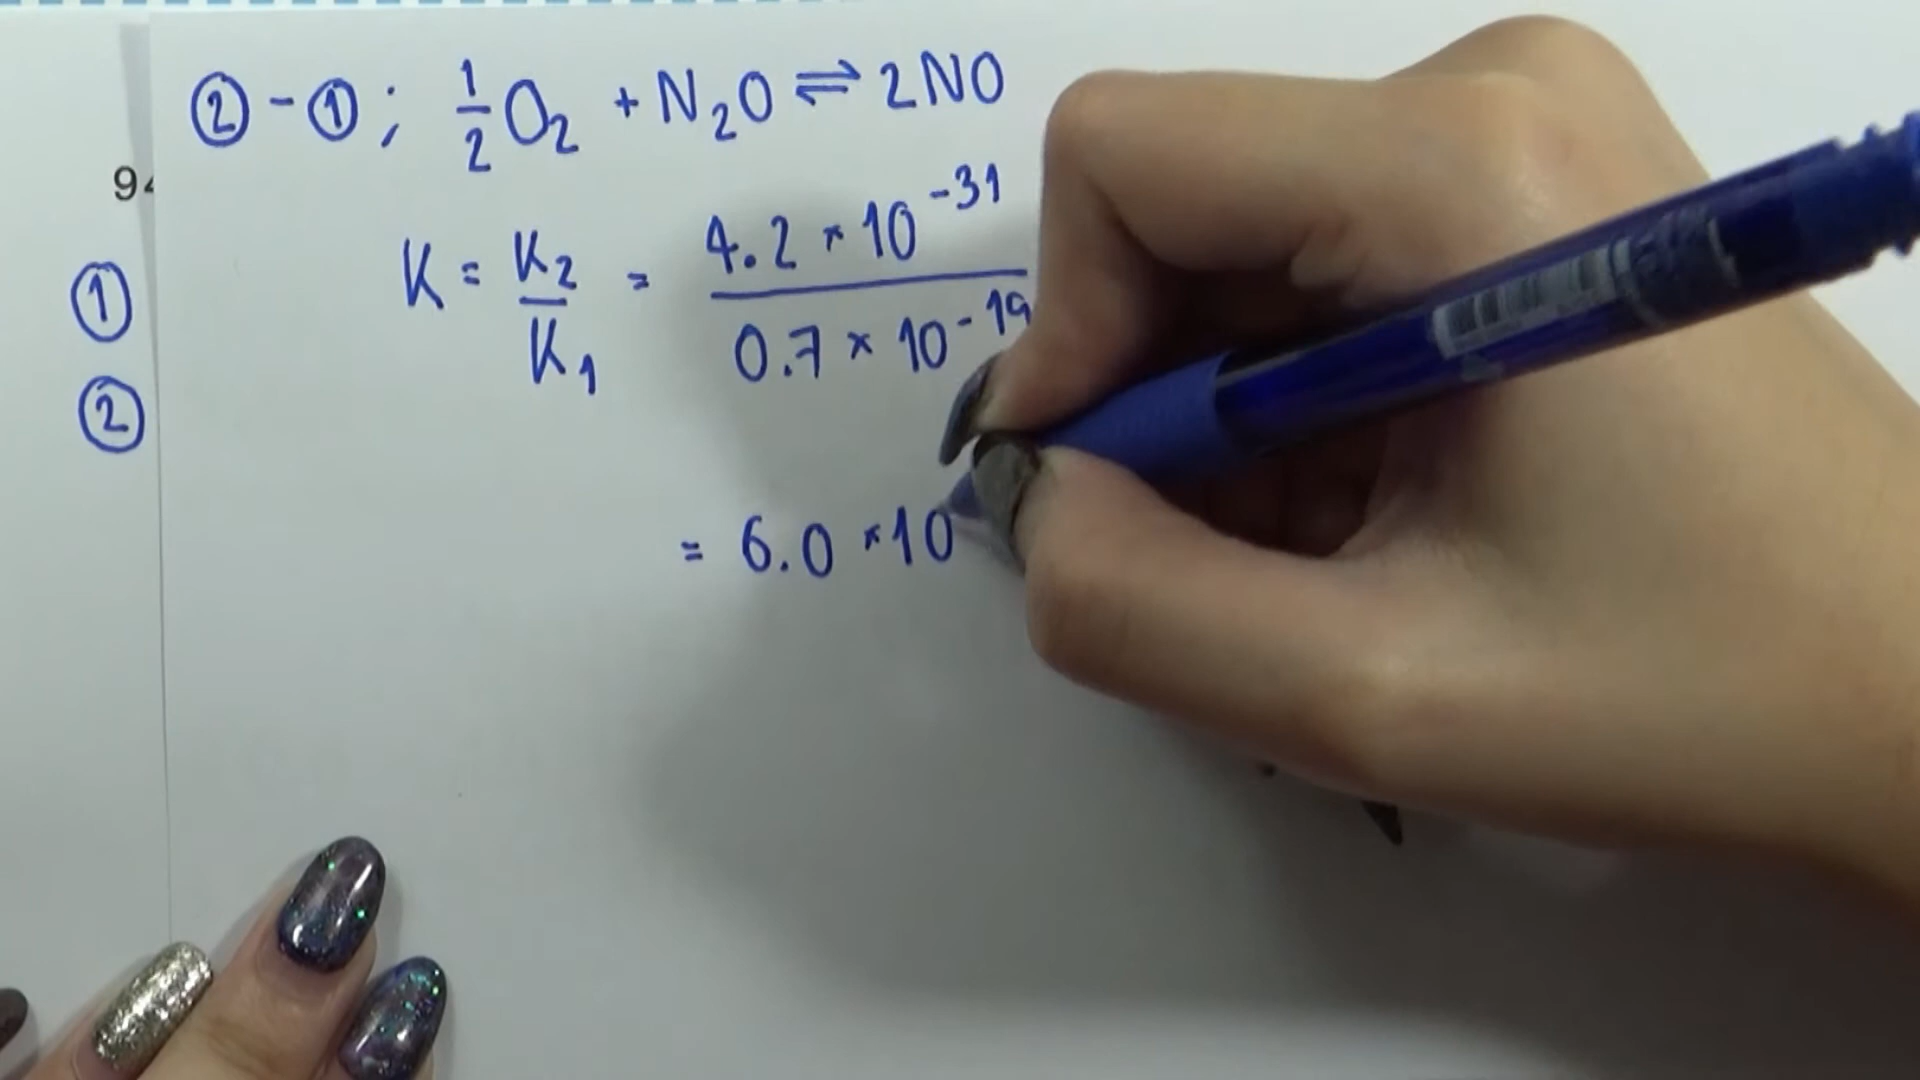 ② - ① ; ½ O₂ + N₂O ⇌ 2NO
94
K = K₂/K₁ = 4.2 × 10⁻³¹ / 0.7 × 10⁻¹⁹
①
②
= 6.0 × 10